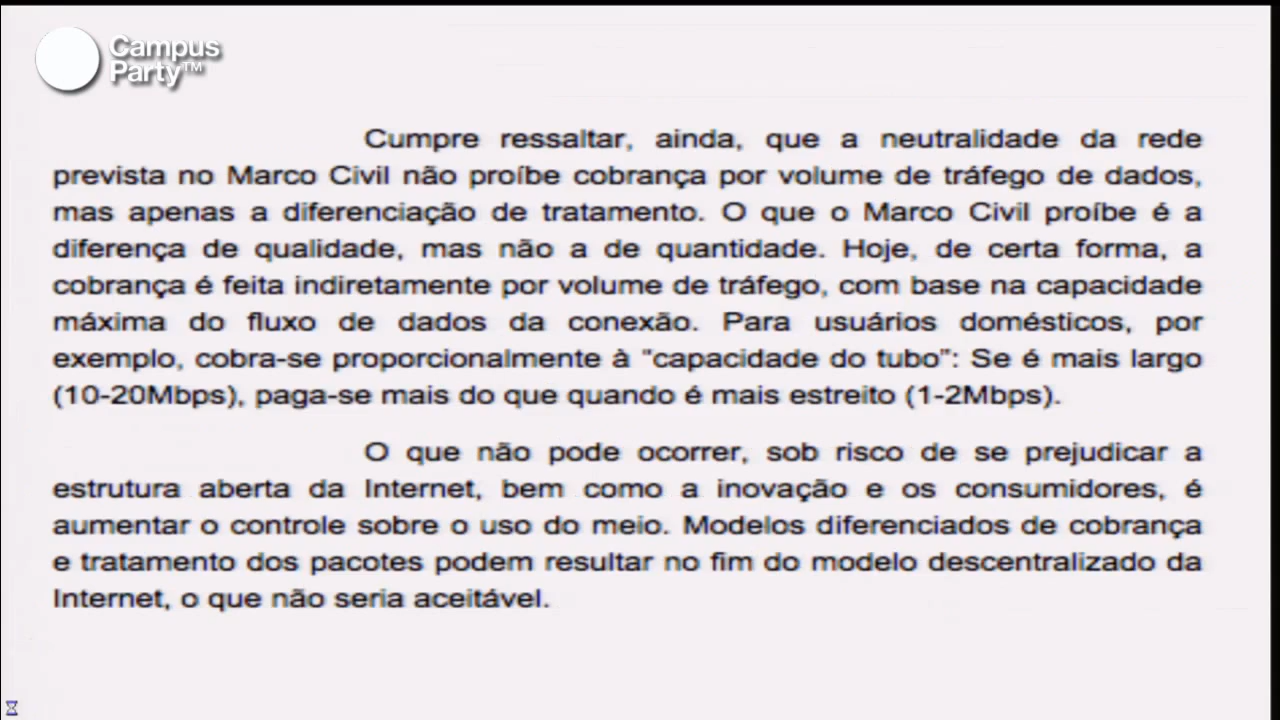 Campus
Party™
Cumpre ressaltar, ainda, que a neutralidade da rede
prevista no Marco Civil não proíbe cobrança por volume de tráfego de dados,
mas apenas a diferenciação de tratamento. O que o Marco Civil proíbe é a
diferença de qualidade, mas não a de quantidade. Hoje, de certa forma, a
cobrança é feita indiretamente por volume de tráfego, com base na capacidade
máxima do fluxo de dados da conexão. Para usuários domésticos, por
exemplo, cobra-se proporcionalmente à "capacidade do tubo": Se é mais largo
(10-20Mbps), paga-se mais do que quando é mais estreito (1-2Mbps).
O que não pode ocorrer, sob risco de se prejudicar a
estrutura aberta da Internet, bem como a inovação e os consumidores, é
aumentar o controle sobre o uso do meio. Modelos diferenciados de cobrança
e tratamento dos pacotes podem resultar no fim do modelo descentralizado da
Internet, o que não seria aceitável.